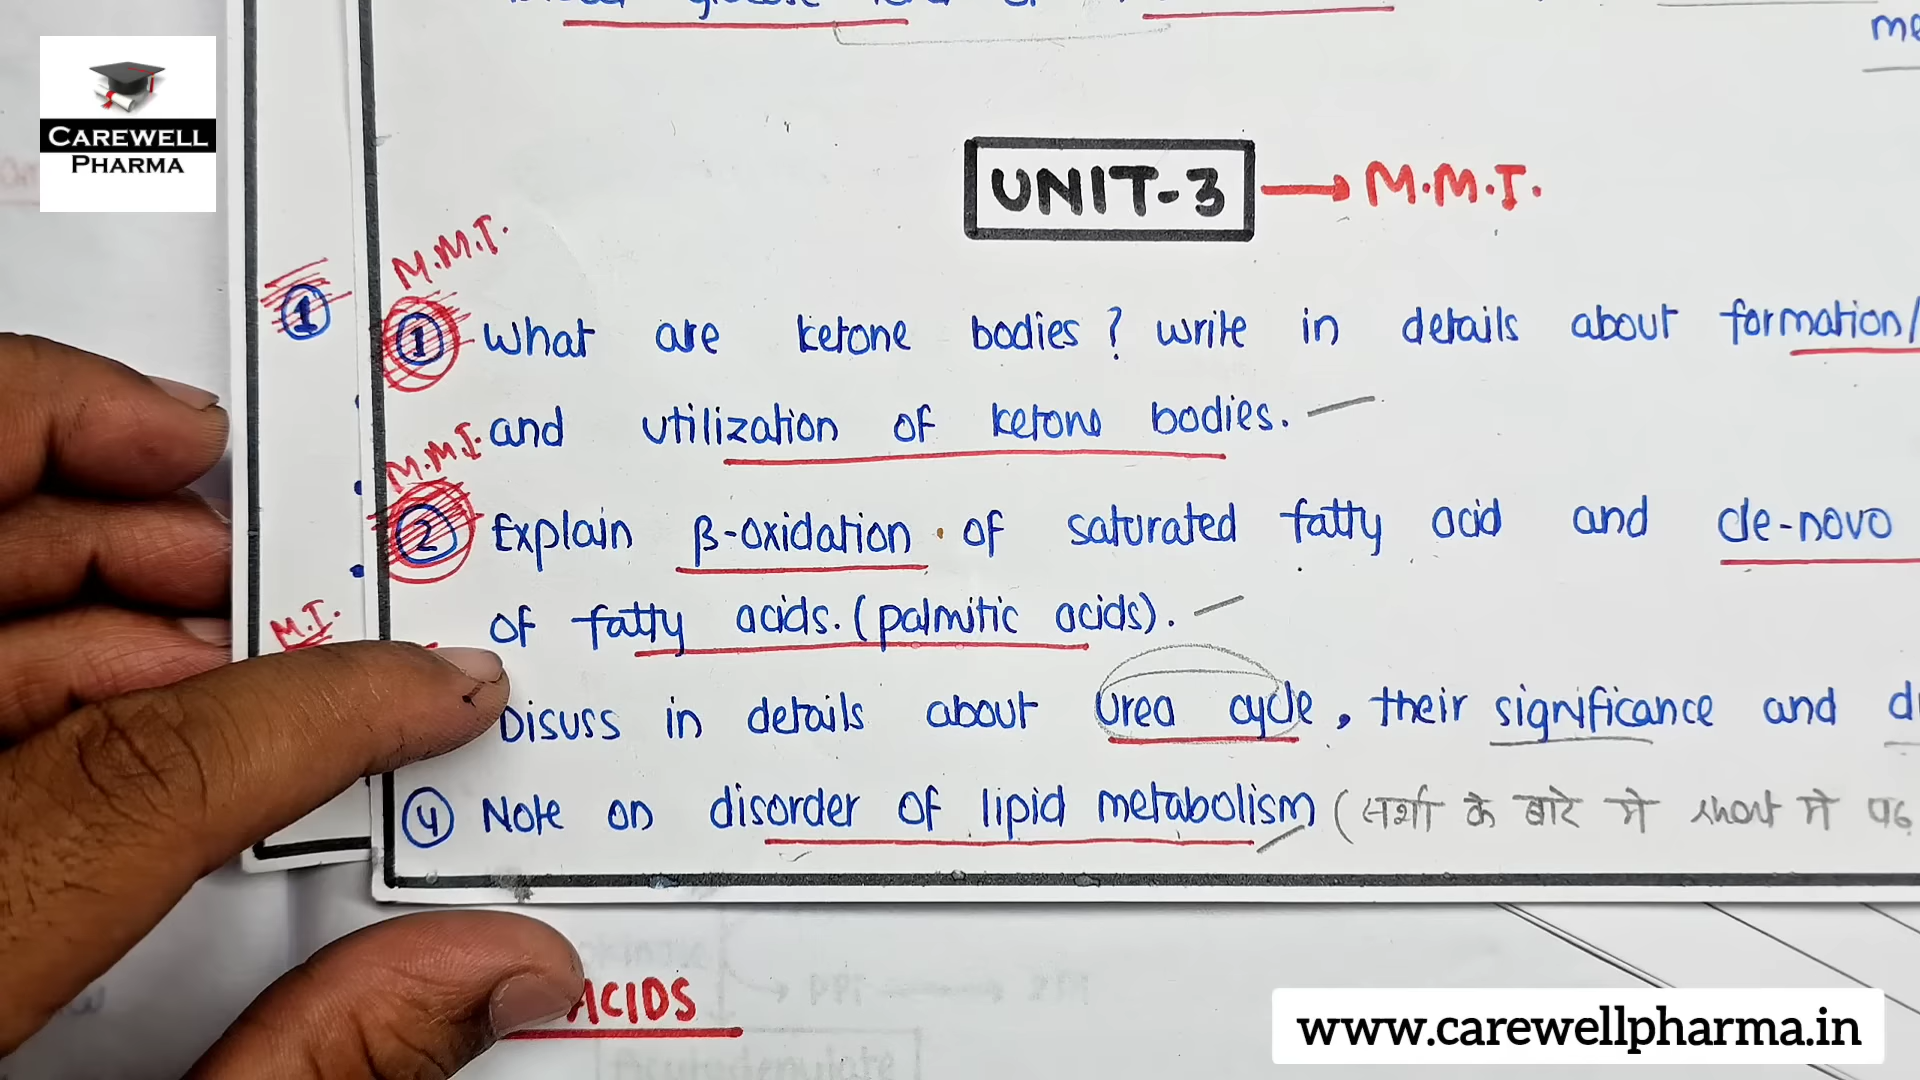 CAREWELL
PHARMA
UNIT-3 → M.M.I.
M.M.I.
1 1 What are ketone bodies? write in details about formation/
and utilization of ketone bodies.
M.M.I.
2 Explain β-oxidation of saturated fatty acid and de-novo
of fatty acids. (palmitic acids).
M.I.
Disuss in details about Urea cycle, their significance and
4 Note on disorder of lipid metabolism (सभी के बारे मे short मे
ACIDS
www.carewellpharma.in